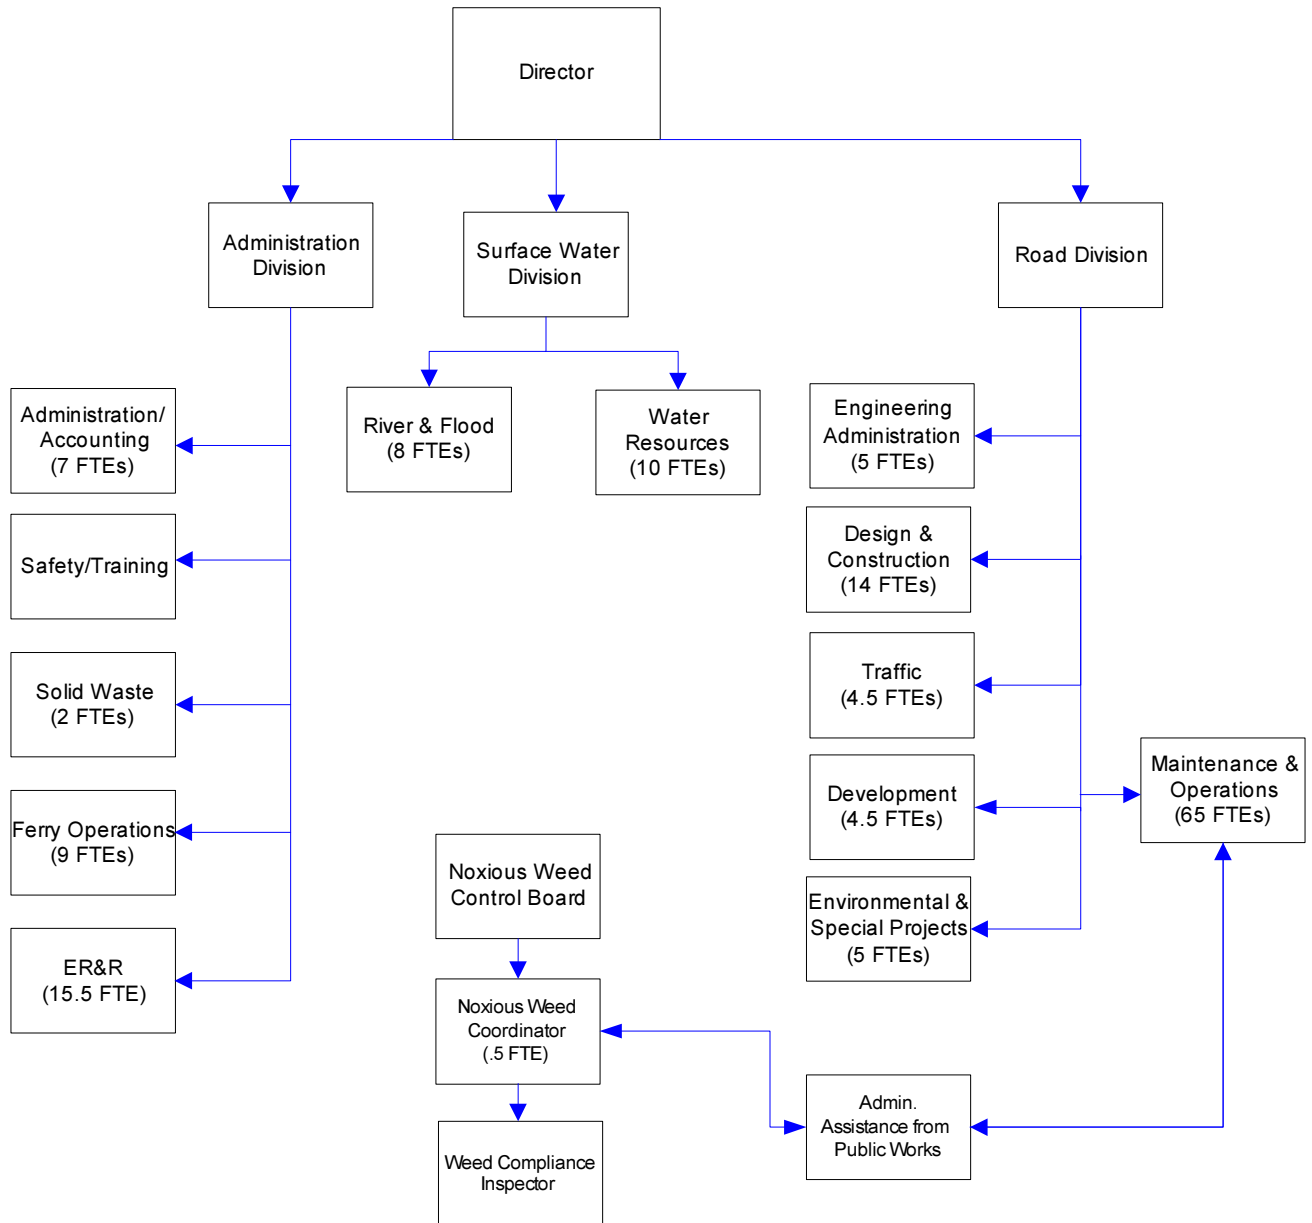 Director
Administration
Division
Surface Water
Division
Road Division
Administration/
Accounting
(7 FTEs)
River & Flood
(8 FTEs)
Water
Resources
(10 FTEs)
Engineering
Administration
(5 FTEs)
Safety/Training
Design &
Construction
(14 FTEs)
Solid Waste
(2 FTEs)
Traffic
(4.5 FTEs)
Ferry Operations
(9 FTEs)
Development
(4.5 FTEs)
Maintenance &
Operations
(65 FTEs)
Noxious Weed
Control Board
Environmental &
Special Projects
(5 FTEs)
ER&R
(15.5 FTE)
Noxious Weed
Coordinator
(.5 FTE)
Admin.
Assistance from
Public Works
Weed Compliance
Inspector